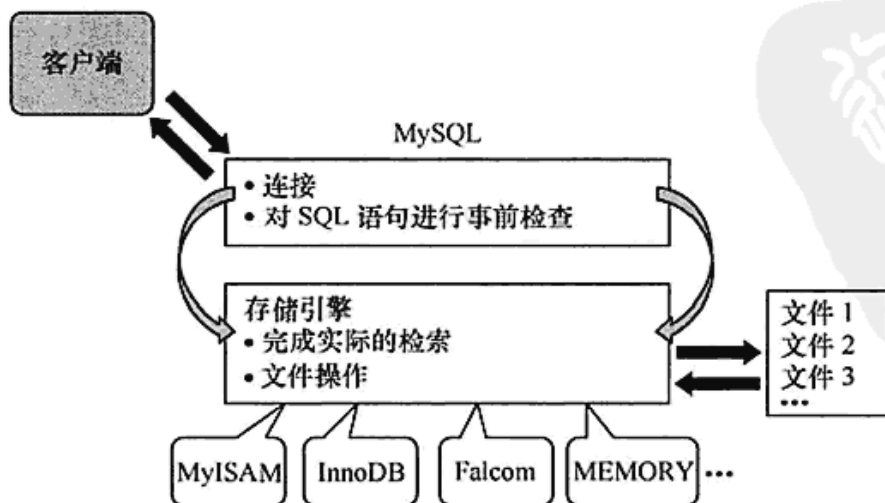 客户端
MySQL
• 连接
• 对 SQL 语句进行事前检查
存储引擎
• 完成实际的检索
• 文件操作
文件 1
文件 2
文件 3
•••
MyISAM
InnoDB
Falcom
MEMORY
•••